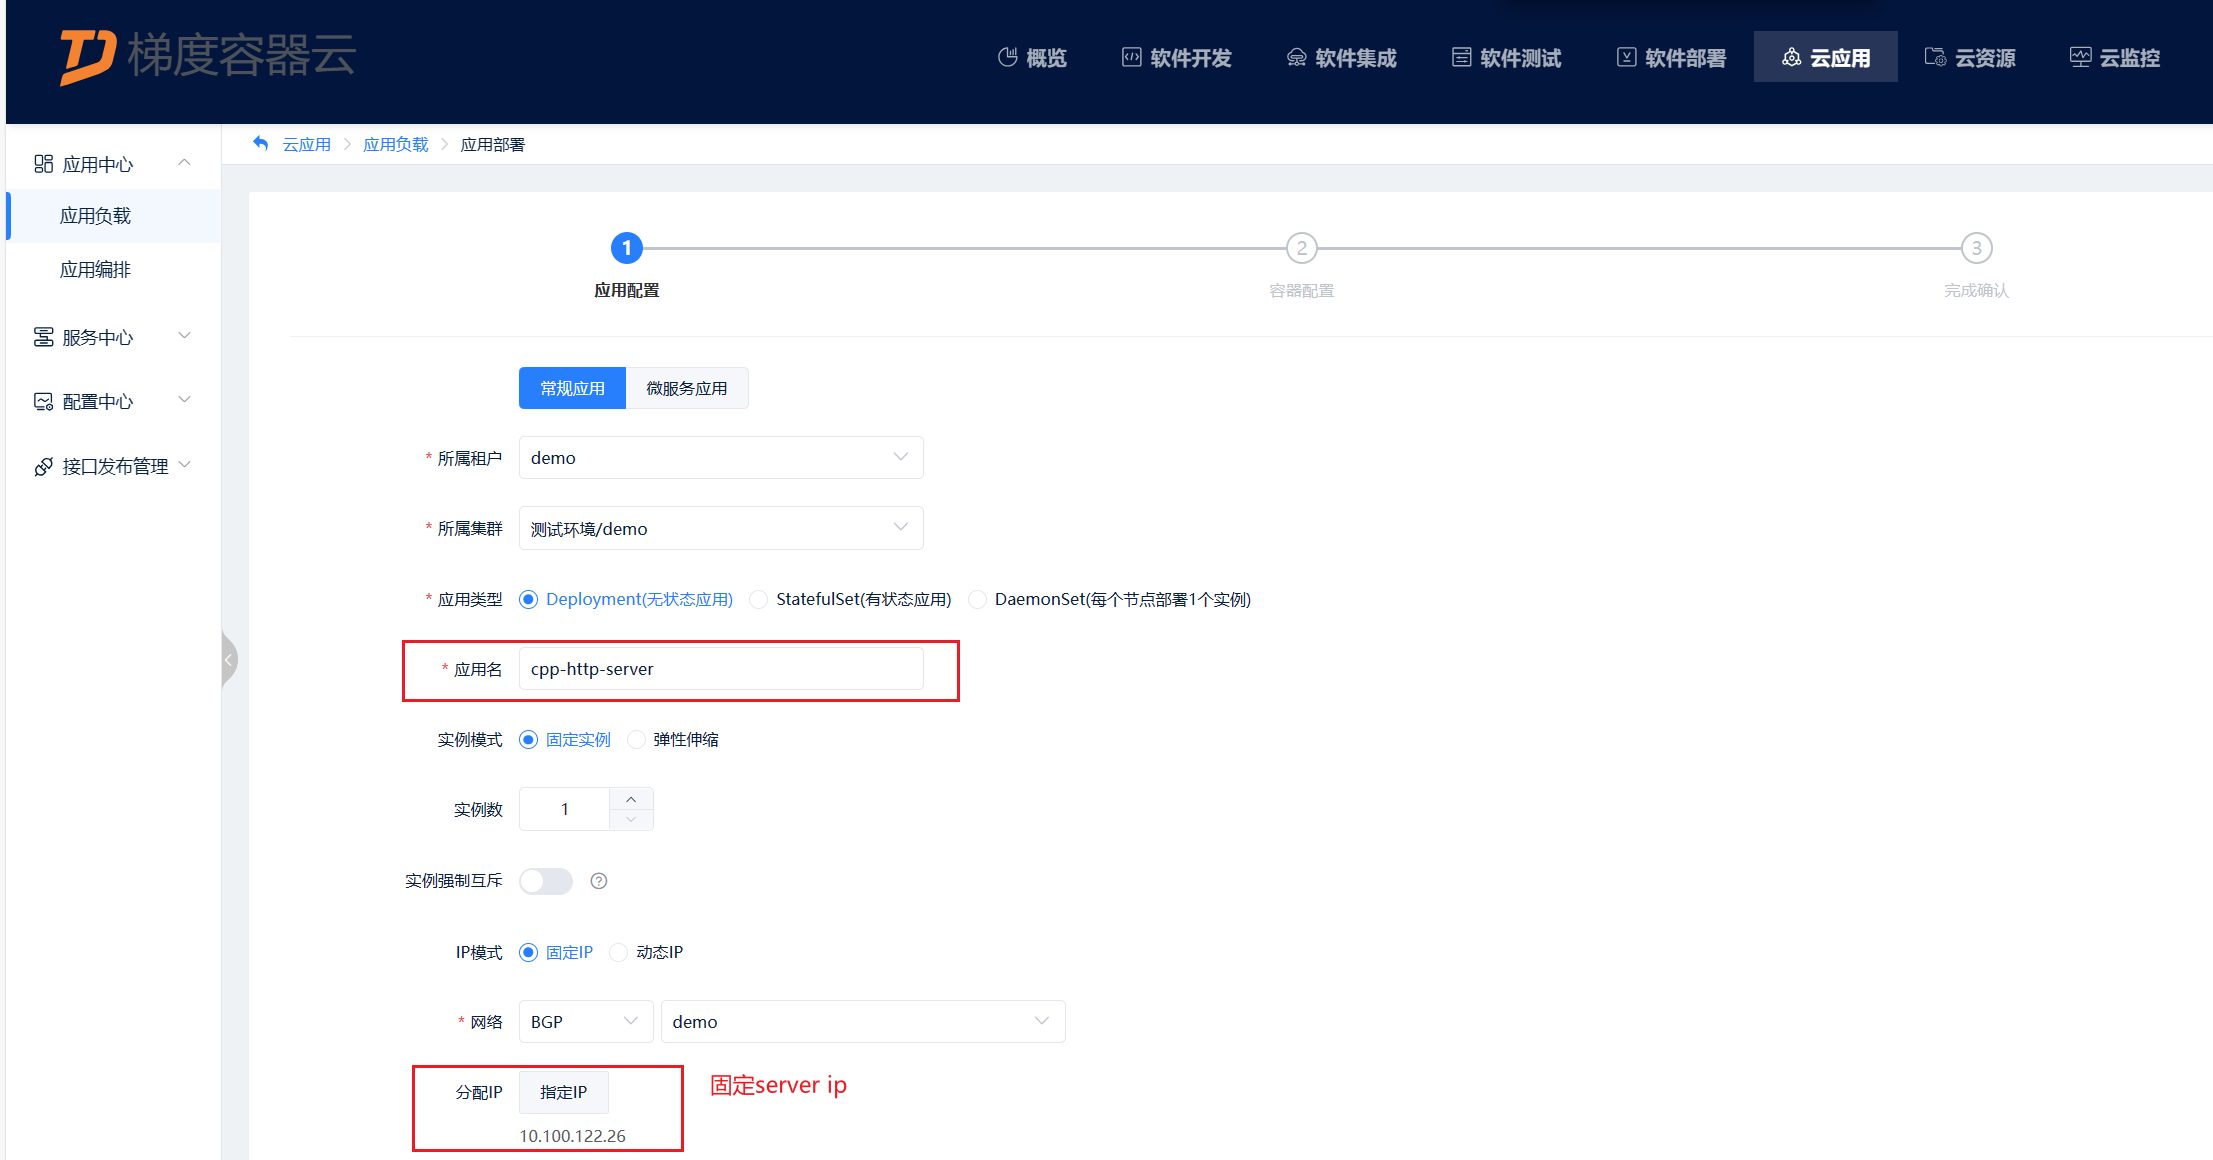 梯度容器云
概览 软件开发 软件集成 软件测试 软件部署 云应用 云资源 云监控
云应用 > 应用负载 > 应用部署
应用中心
应用负载
应用编排
服务中心
配置中心
接口发布管理
1 2 3
应用配置 容器配置 完成确认
常规应用 微服务应用
* 所属租户 demo
* 所属集群 测试环境/demo
* 应用类型 Deployment(无状态应用) StatefulSet(有状态应用) DaemonSet(每个节点部署1个实例)
* 应用名 cpp-http-server
实例模式 固定实例 弹性伸缩
实例数 1
实例强制互斥 ?
IP模式 固定IP 动态IP
* 网络 BGP demo
分配IP 指定IP 固定server ip
10.100.122.26